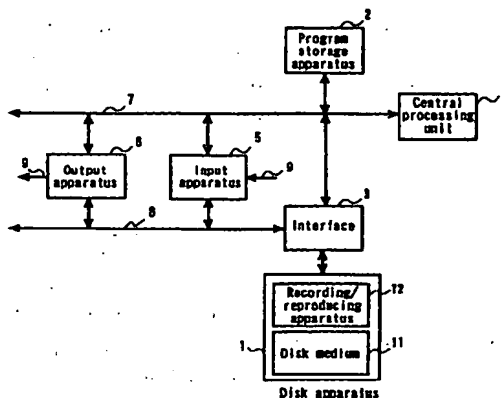 2
Program
storage
apparatus
7
Central
processing
unit
6
5
9
Output
apparatus
Input
apparatus
9
3
8
Interface
Recording/
reproducing
apparatus
12
1
Disk medium
11
Disk apparatus